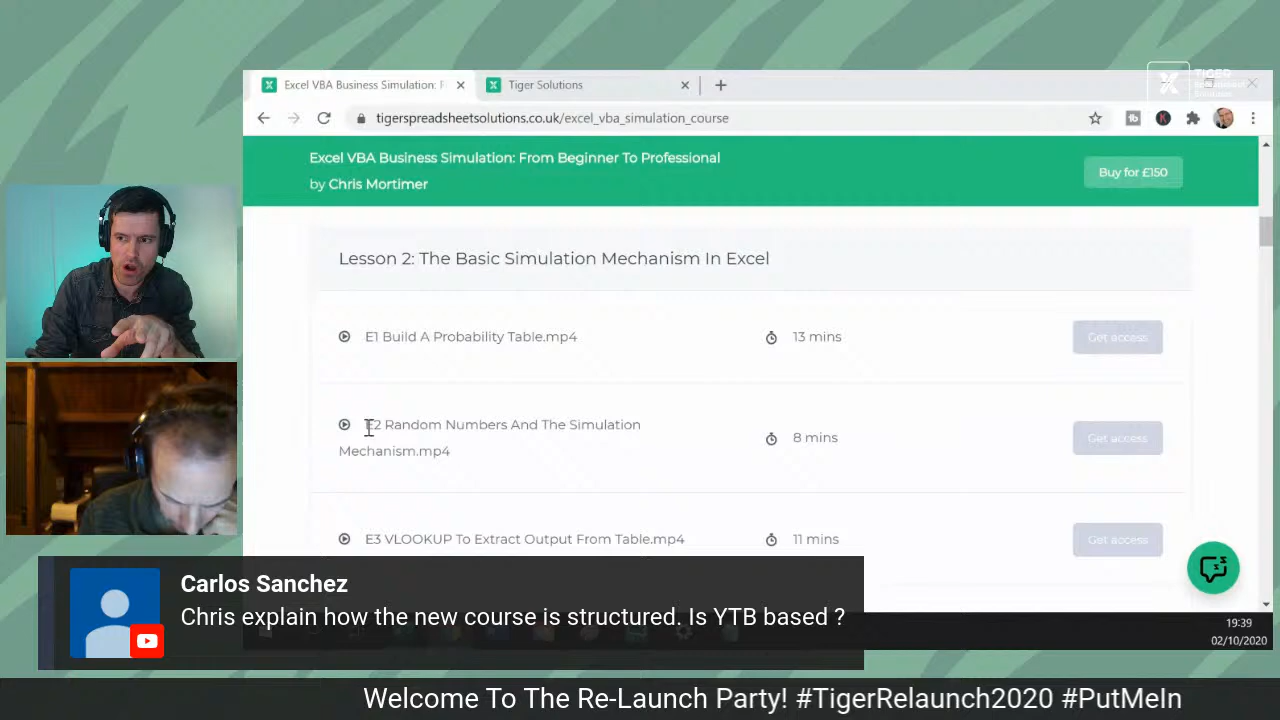 Excel VBA Business Simulation: F
Tiger Solutions
TIGER
tigerspreadsheetsolutions.co.uk/excel_vba_simulation_course
Excel VBA Business Simulation: From Beginner To Professional
by Chris Mortimer
Buy for £150
Lesson 2: The Basic Simulation Mechanism In Excel
E1 Build A Probability Table.mp4
13 mins
Get access
E2 Random Numbers And The Simulation
Mechanism.mp4
8 mins
Get access
E3 VLOOKUP To Extract Output From Table.mp4
11 mins
Get access
Carlos Sanchez
Chris explain how the new course is structured. Is YTB based ?
19:39
02/10/2020
Welcome To The Re-Launch Party! #TigerRelaunch2020 #PutMeIn